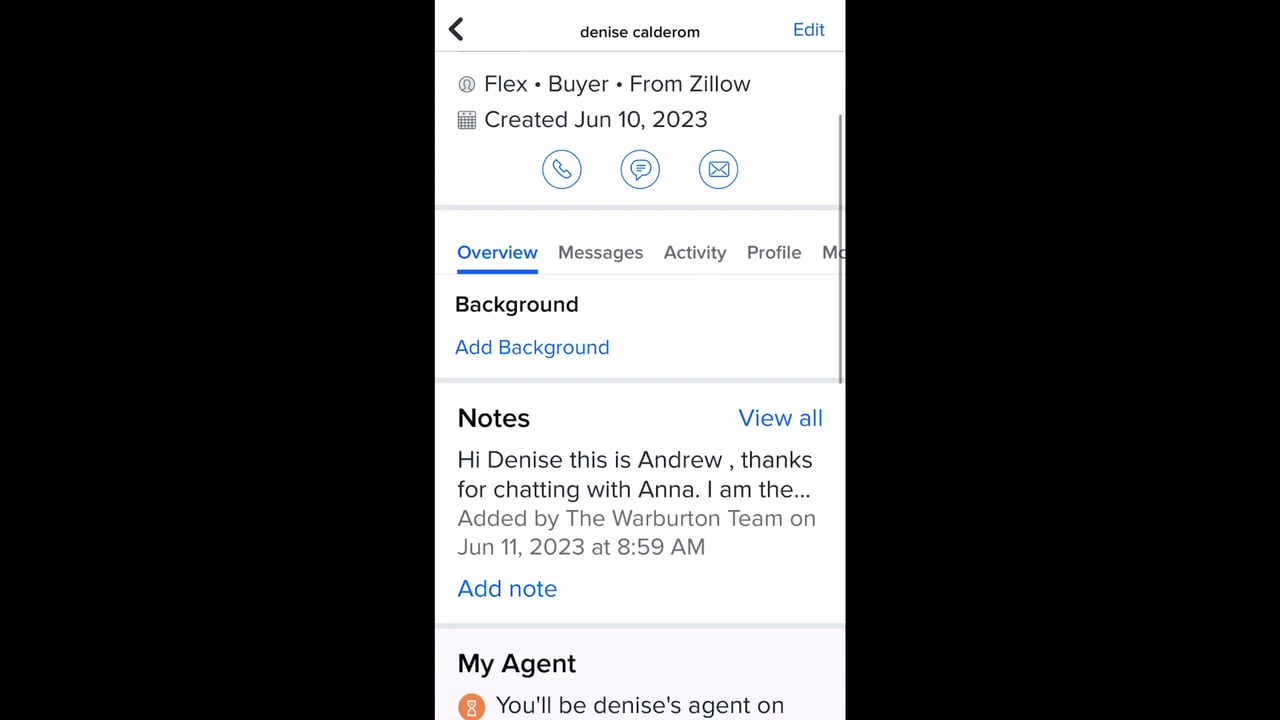 denise calderom
Edit
Flex • Buyer • From Zillow
Created Jun 10, 2023
Overview Messages Activity Profile
Background
Add Background
Notes
View all
Hi Denise this is Andrew , thanks
for chatting with Anna. I am the...
Added by The Warburton Team on
Jun 11, 2023 at 8:59 AM
Add note
My Agent
You'll be denise's agent on